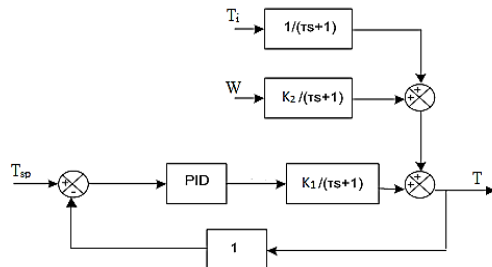 Tᵢ
1/(τs+1)
W
K₂/(τs+1)
+
+
Tₛₚ
+
-
PID
K₁/(τs+1)
+
+
T
1